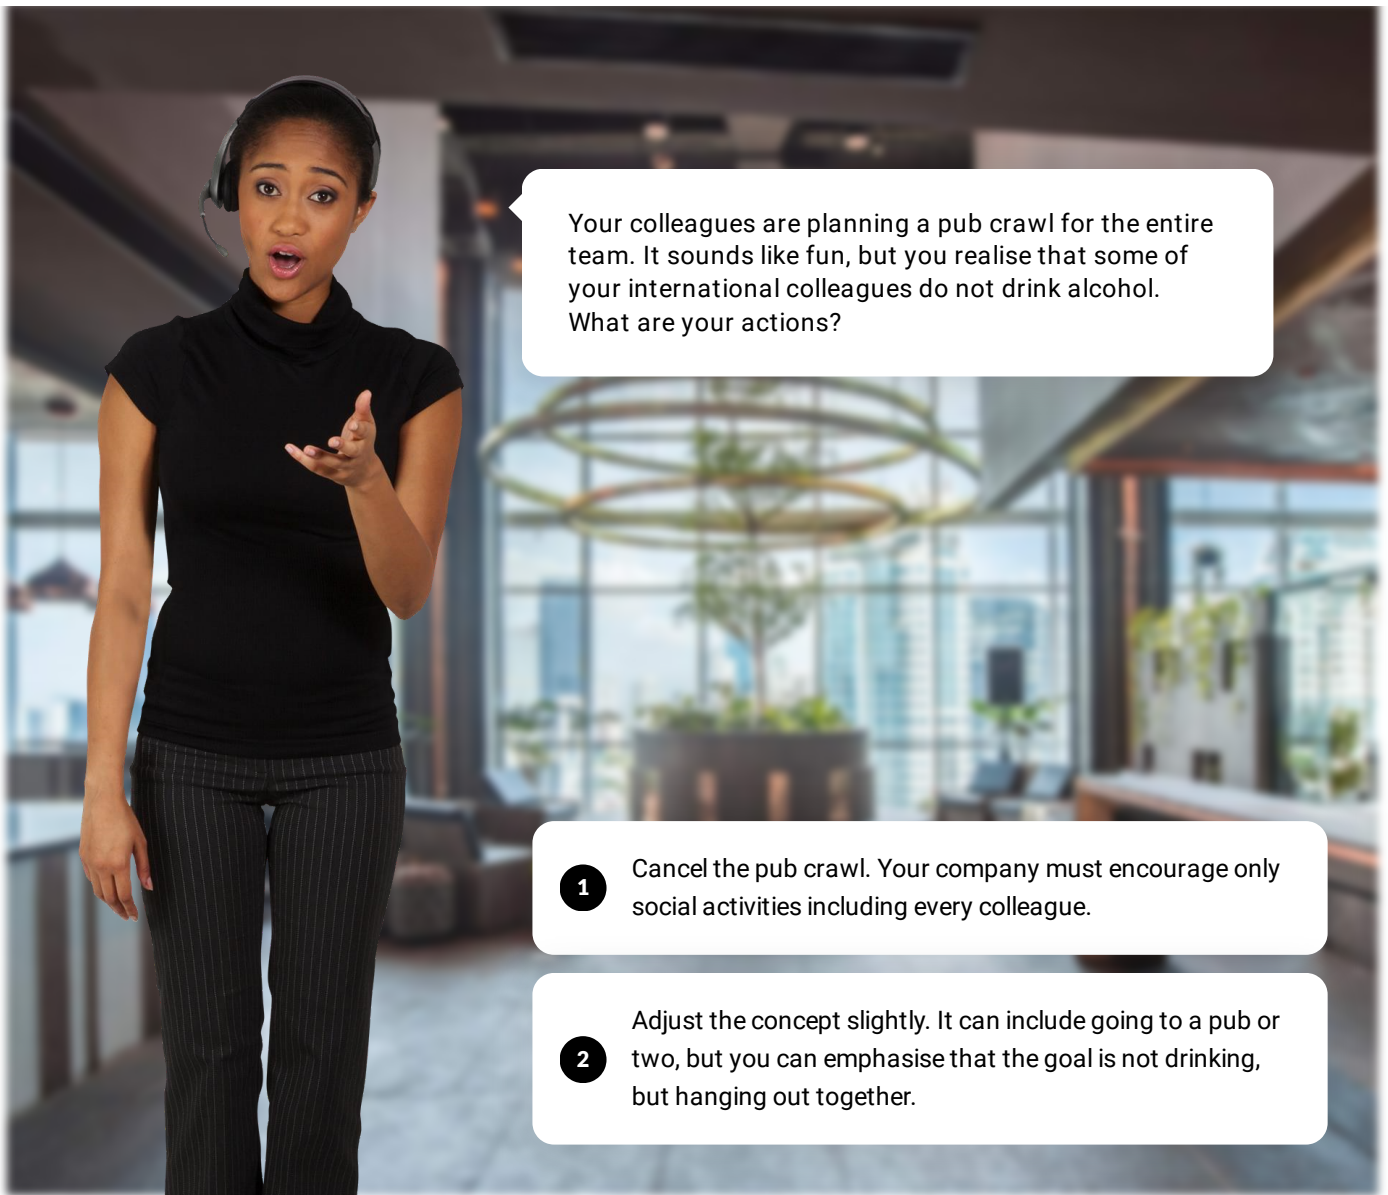 Your colleagues are planning a pub crawl for the entire
team. It sounds like fun, but you realise that some of
your international colleagues do not drink alcohol.
What are your actions?
1
Cancel the pub crawl. Your company must encourage only
social activities including every colleague.
2
Adjust the concept slightly. It can include going to a pub or
two, but you can emphasise that the goal is not drinking,
but hanging out together.